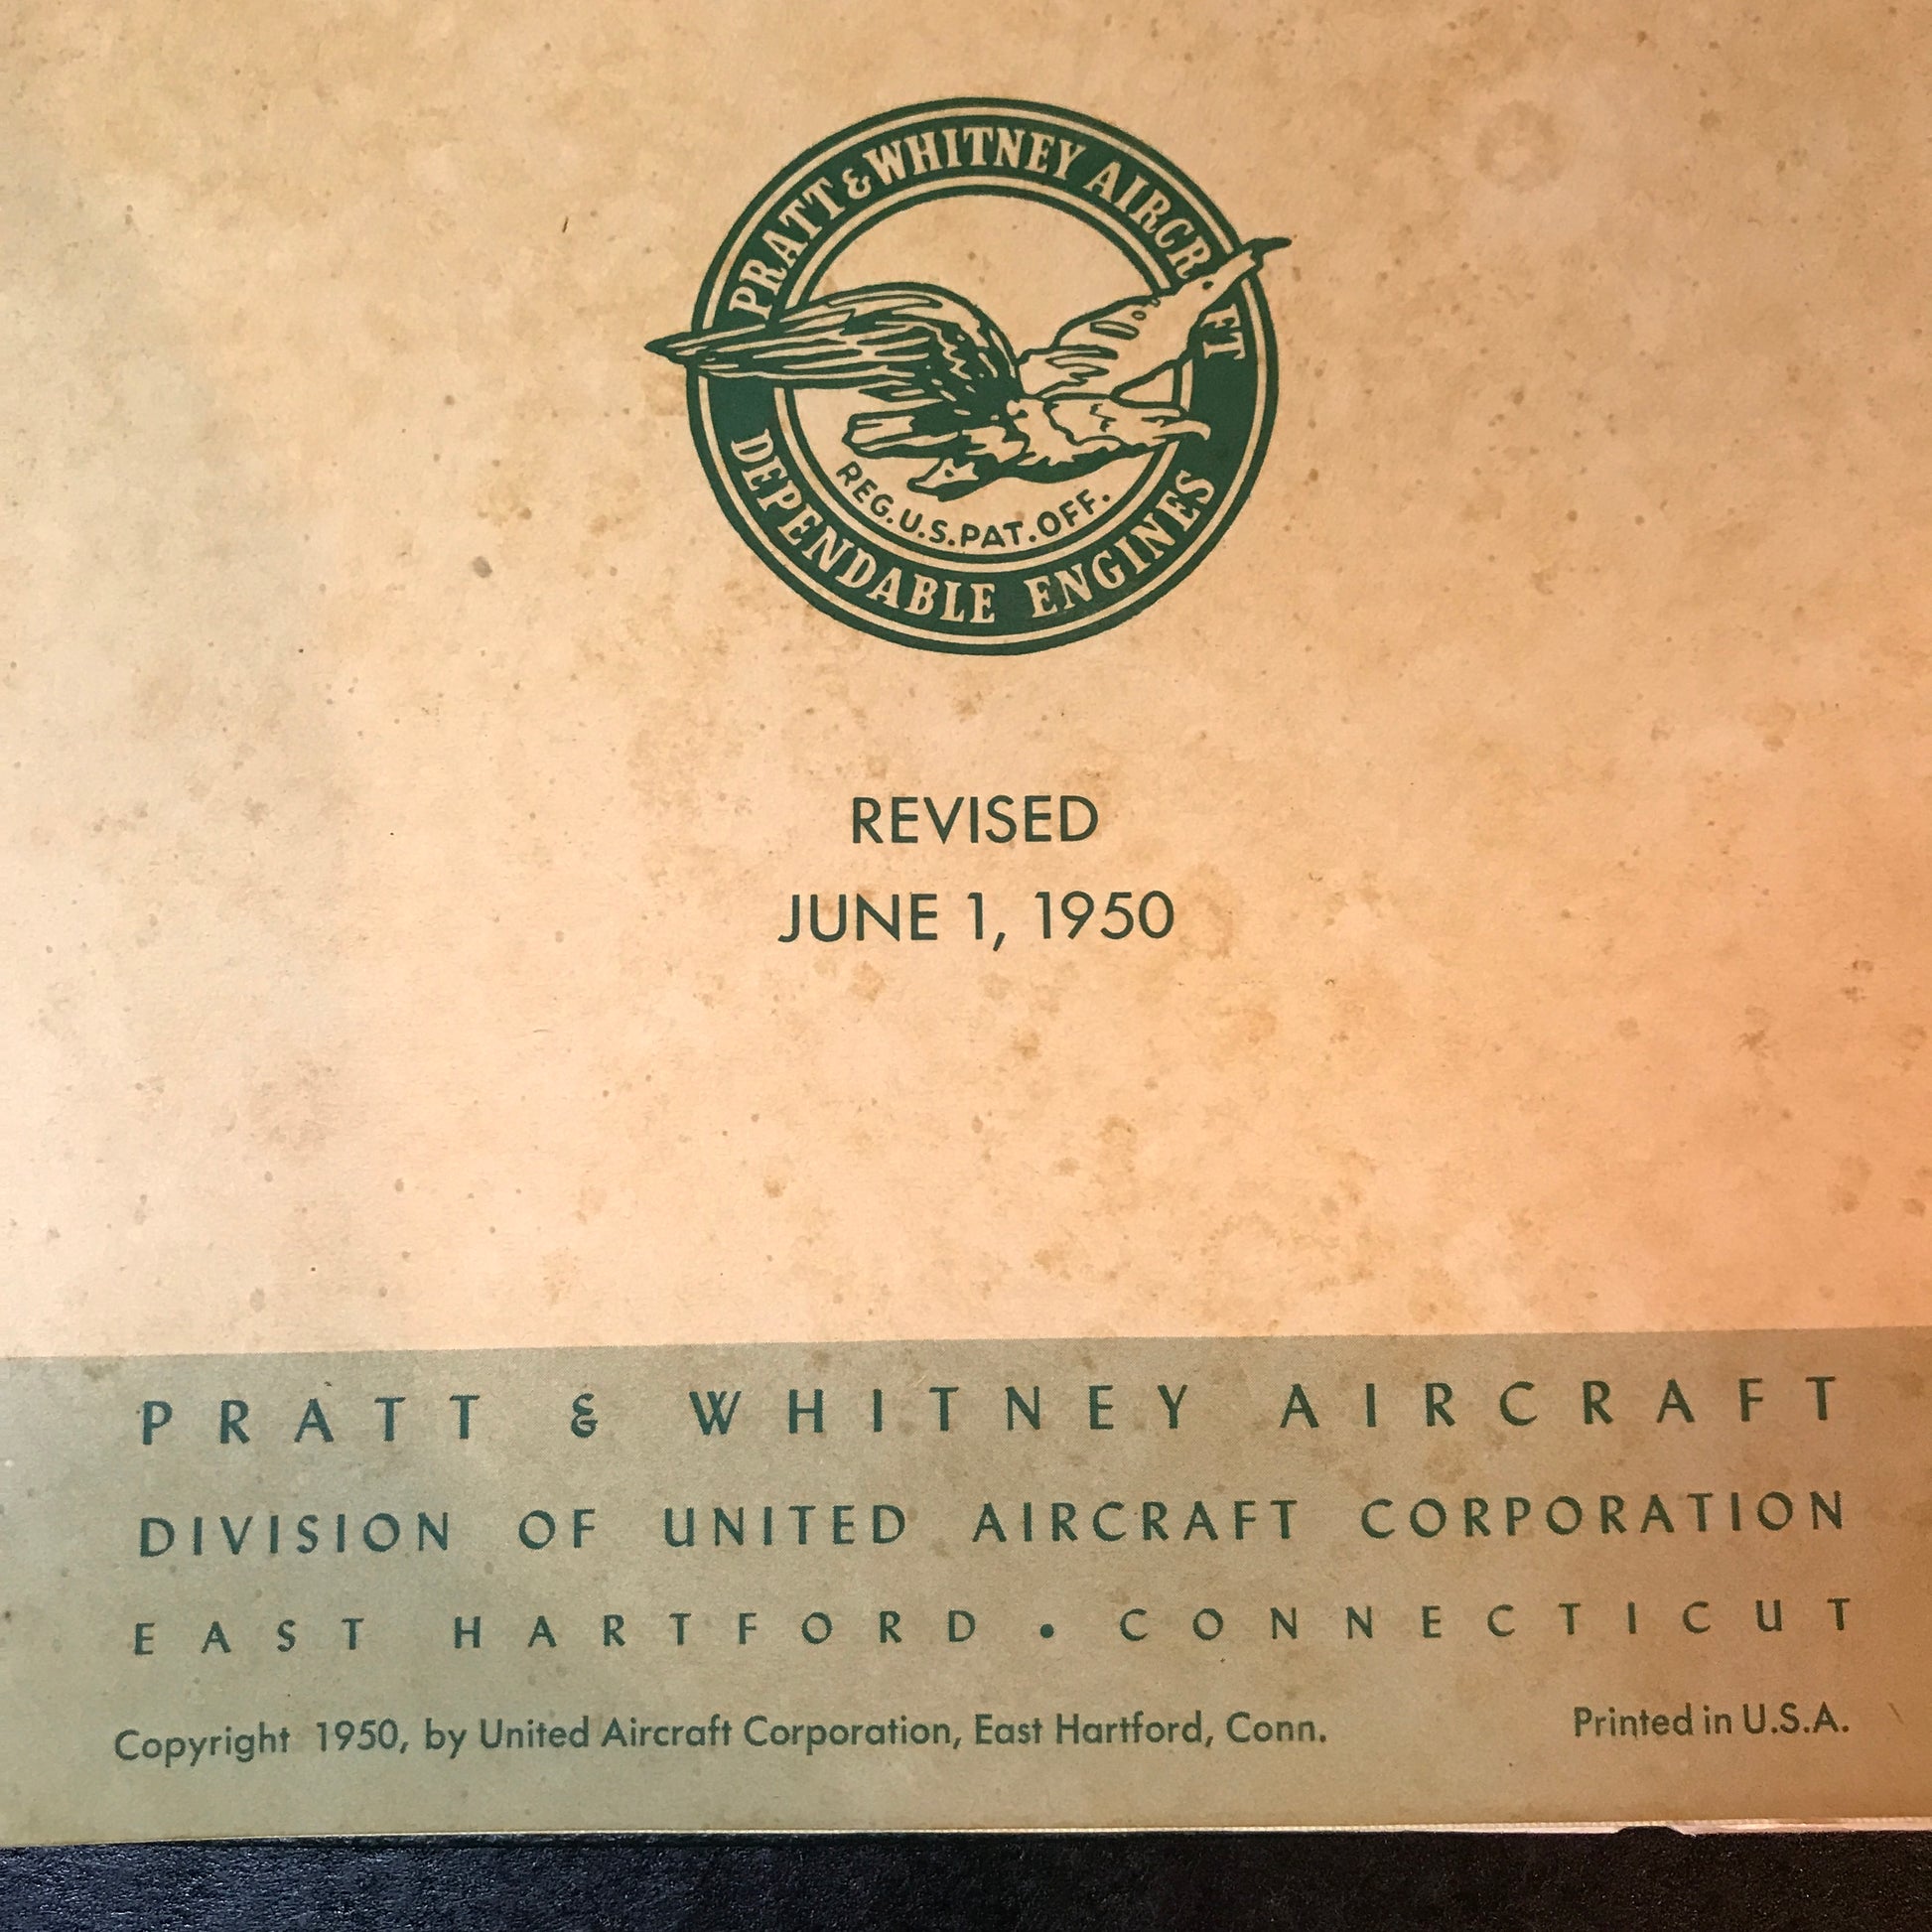 PRATT & WHITNEY AIRCRAFT
REG.U.S.PAT.OFF.
DEPENDABLE ENGINES
REVISED
JUNE 1, 1950
PRATT & WHITNEY AIRCRAFT
DIVISION OF UNITED AIRCRAFT CORPORATION
EAST HARTFORD • CONNECTICUT
Copyright 1950, by United Aircraft Corporation, East Hartford, Conn. Printed in U.S.A.